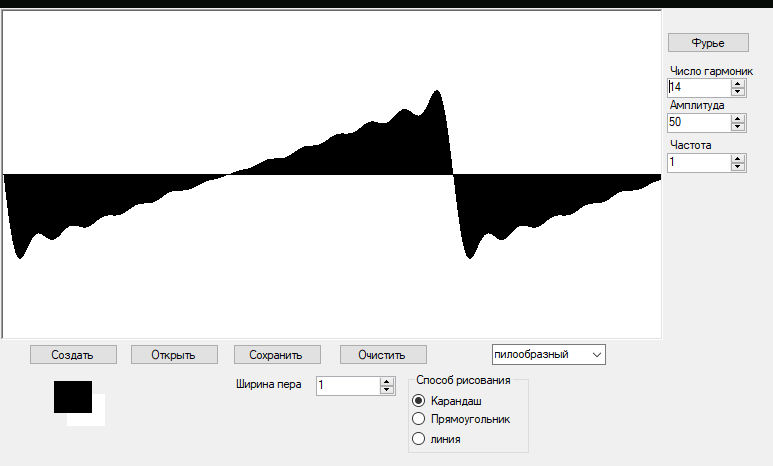 Фурье
Число гармоник
14
Амплитуда
50
Частота
1
Создать
Открыть
Сохранить
Очистить
пилообразный
Ширина пера
1
Способ рисования
Карандаш
Прямоугольник
линия